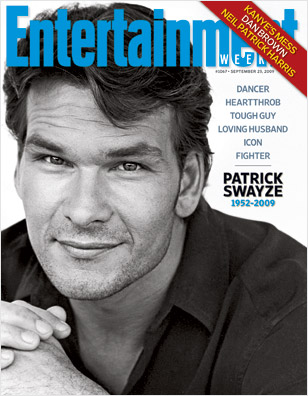 Entertainment
WEEKLY
KANYE'S MESS
DAN BROWN
NEIL PATRICK HARRIS
#1067 • SEPTEMBER 25, 2009
DANCER
HEARTTHROB
TOUGH GUY
LOVING HUSBAND
ICON
FIGHTER
PATRICK
SWAYZE
1952-2009